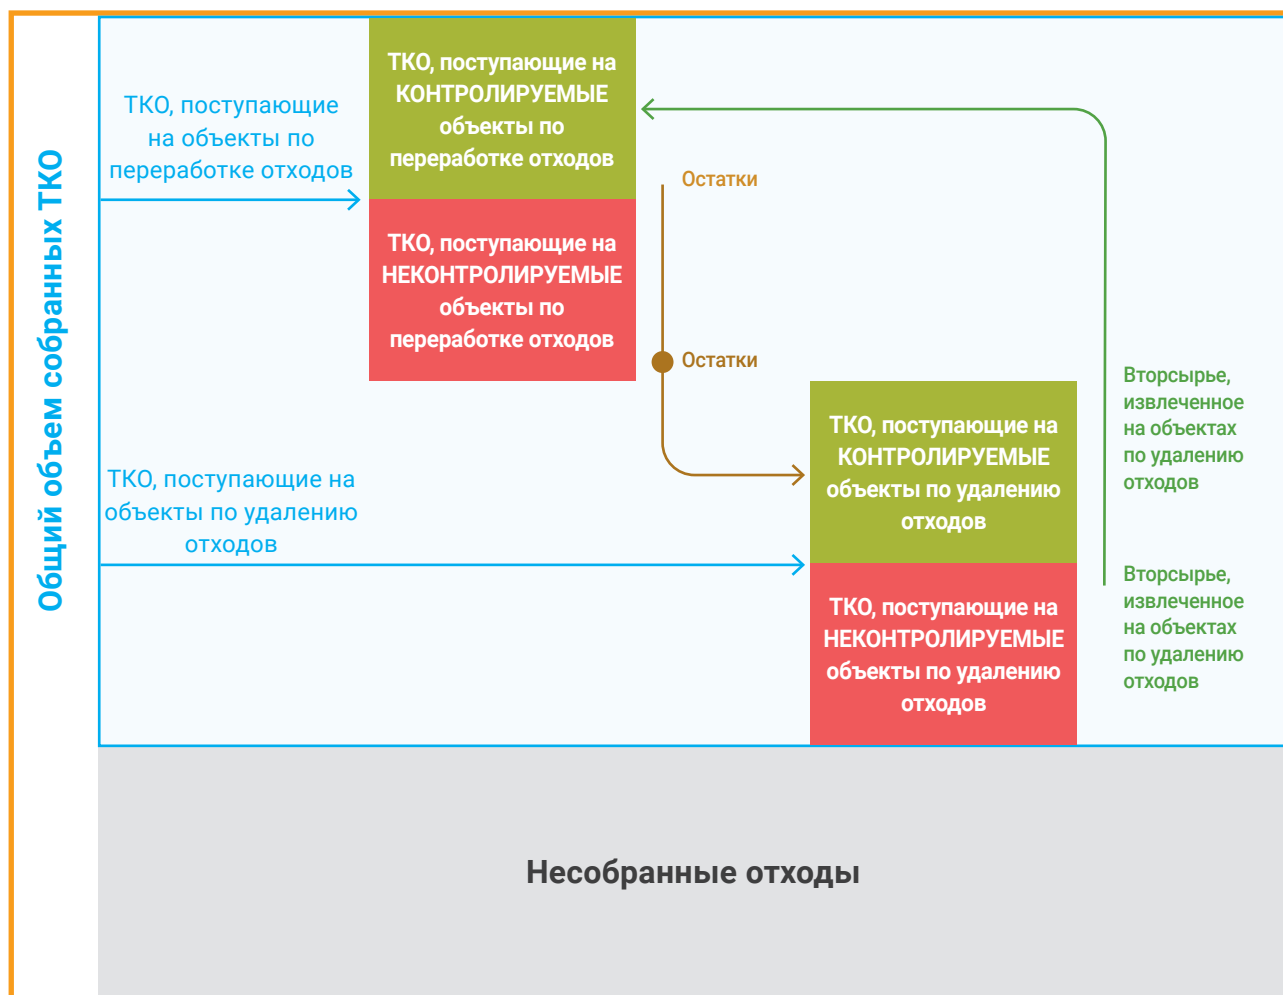 Общий объем собранных ТКО
ТКО, поступающие
на объекты по
переработке отходов
ТКО, поступающие на
КОНТРОЛИРУЕМЫЕ
объекты по
переработке отходов
ТКО, поступающие на
НЕКОНТРОЛИРУЕМЫЕ
объекты по
переработке отходов
Остатки
Остатки
ТКО, поступающие на
объекты по удалению
отходов
ТКО, поступающие на
КОНТРОЛИРУЕМЫЕ
объекты по удалению
отходов
ТКО, поступающие на
НЕКОНТРОЛИРУЕМЫЕ
объекты по удалению
отходов
Вторсырье,
извлеченное
на объектах
по удалению
отходов
Вторсырье,
извлеченное
на объектах
по удалению
отходов
Несобранные отходы